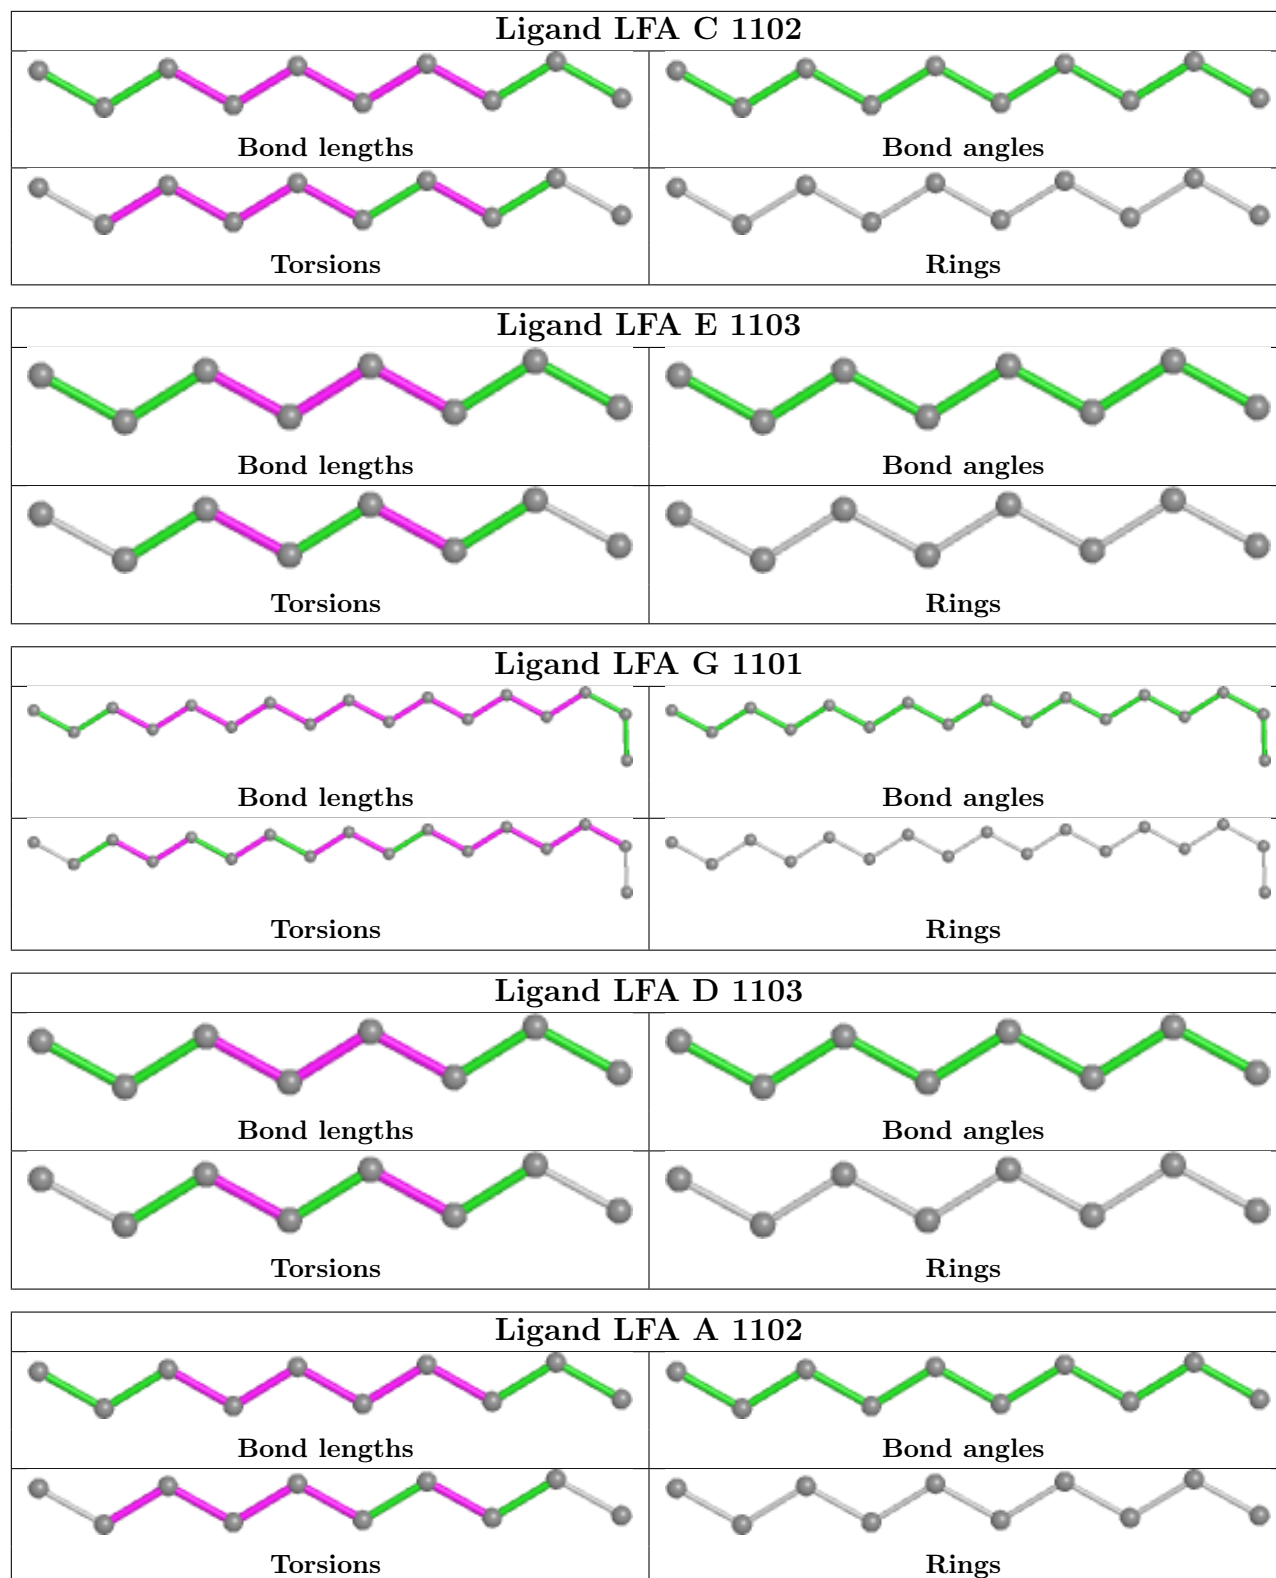 Ligand LFA C 1102
Bond lengths
Bond angles
Torsions
Rings
Ligand LFA E 1103
Bond lengths
Bond angles
Torsions
Rings
Ligand LFA G 1101
Bond lengths
Bond angles
Torsions
Rings
Ligand LFA D 1103
Bond lengths
Bond angles
Torsions
Rings
Ligand LFA A 1102
Bond lengths
Bond angles
Torsions
Rings